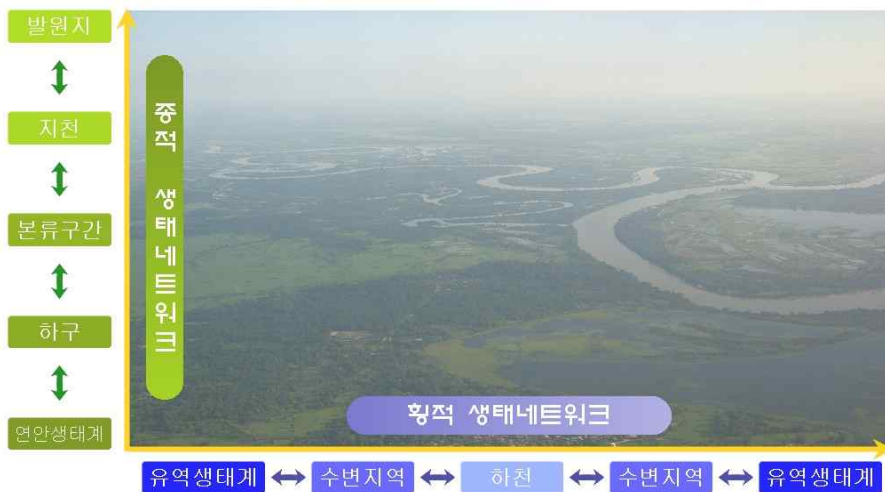 발원지
지천
본류구간
하구
연안생태계
종적 생태네트워크
횡적 생태네트워크
유역생태계 수변지역 하천 수변지역 유역생태계